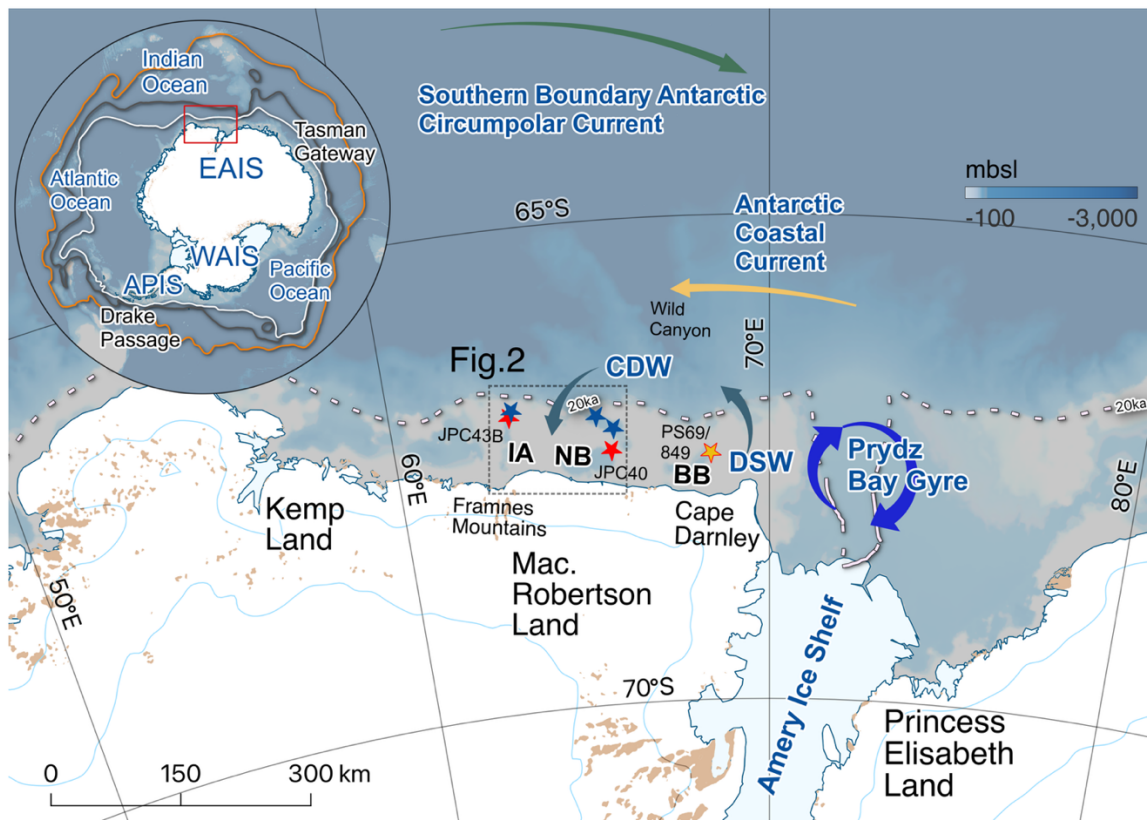 Indian
Ocean
Tasman
Gateway
EAIS
Atlantic
Ocean
WAIS
APIS
Pacific
Ocean
Drake
Passage
Southern Boundary Antarctic
Circumpolar Current
mbsl
-100
-3,000
65°S
Antarctic
Coastal
Current
Wild
Canyon
70°E
Fig.2
CDW
20ka
20ka
JPC43B
IA
NB
JPC40
PS69/
849
BB
DSW
Prydz
Bay Gyre
80°E
60°E
Kemp
Land
Framnes
Mountains
Cape
Darnley
50°E
Mac.
Robertson
Land
Amery Ice Shelf
70°S
Princess
Elisabeth
Land
0
150
300 km